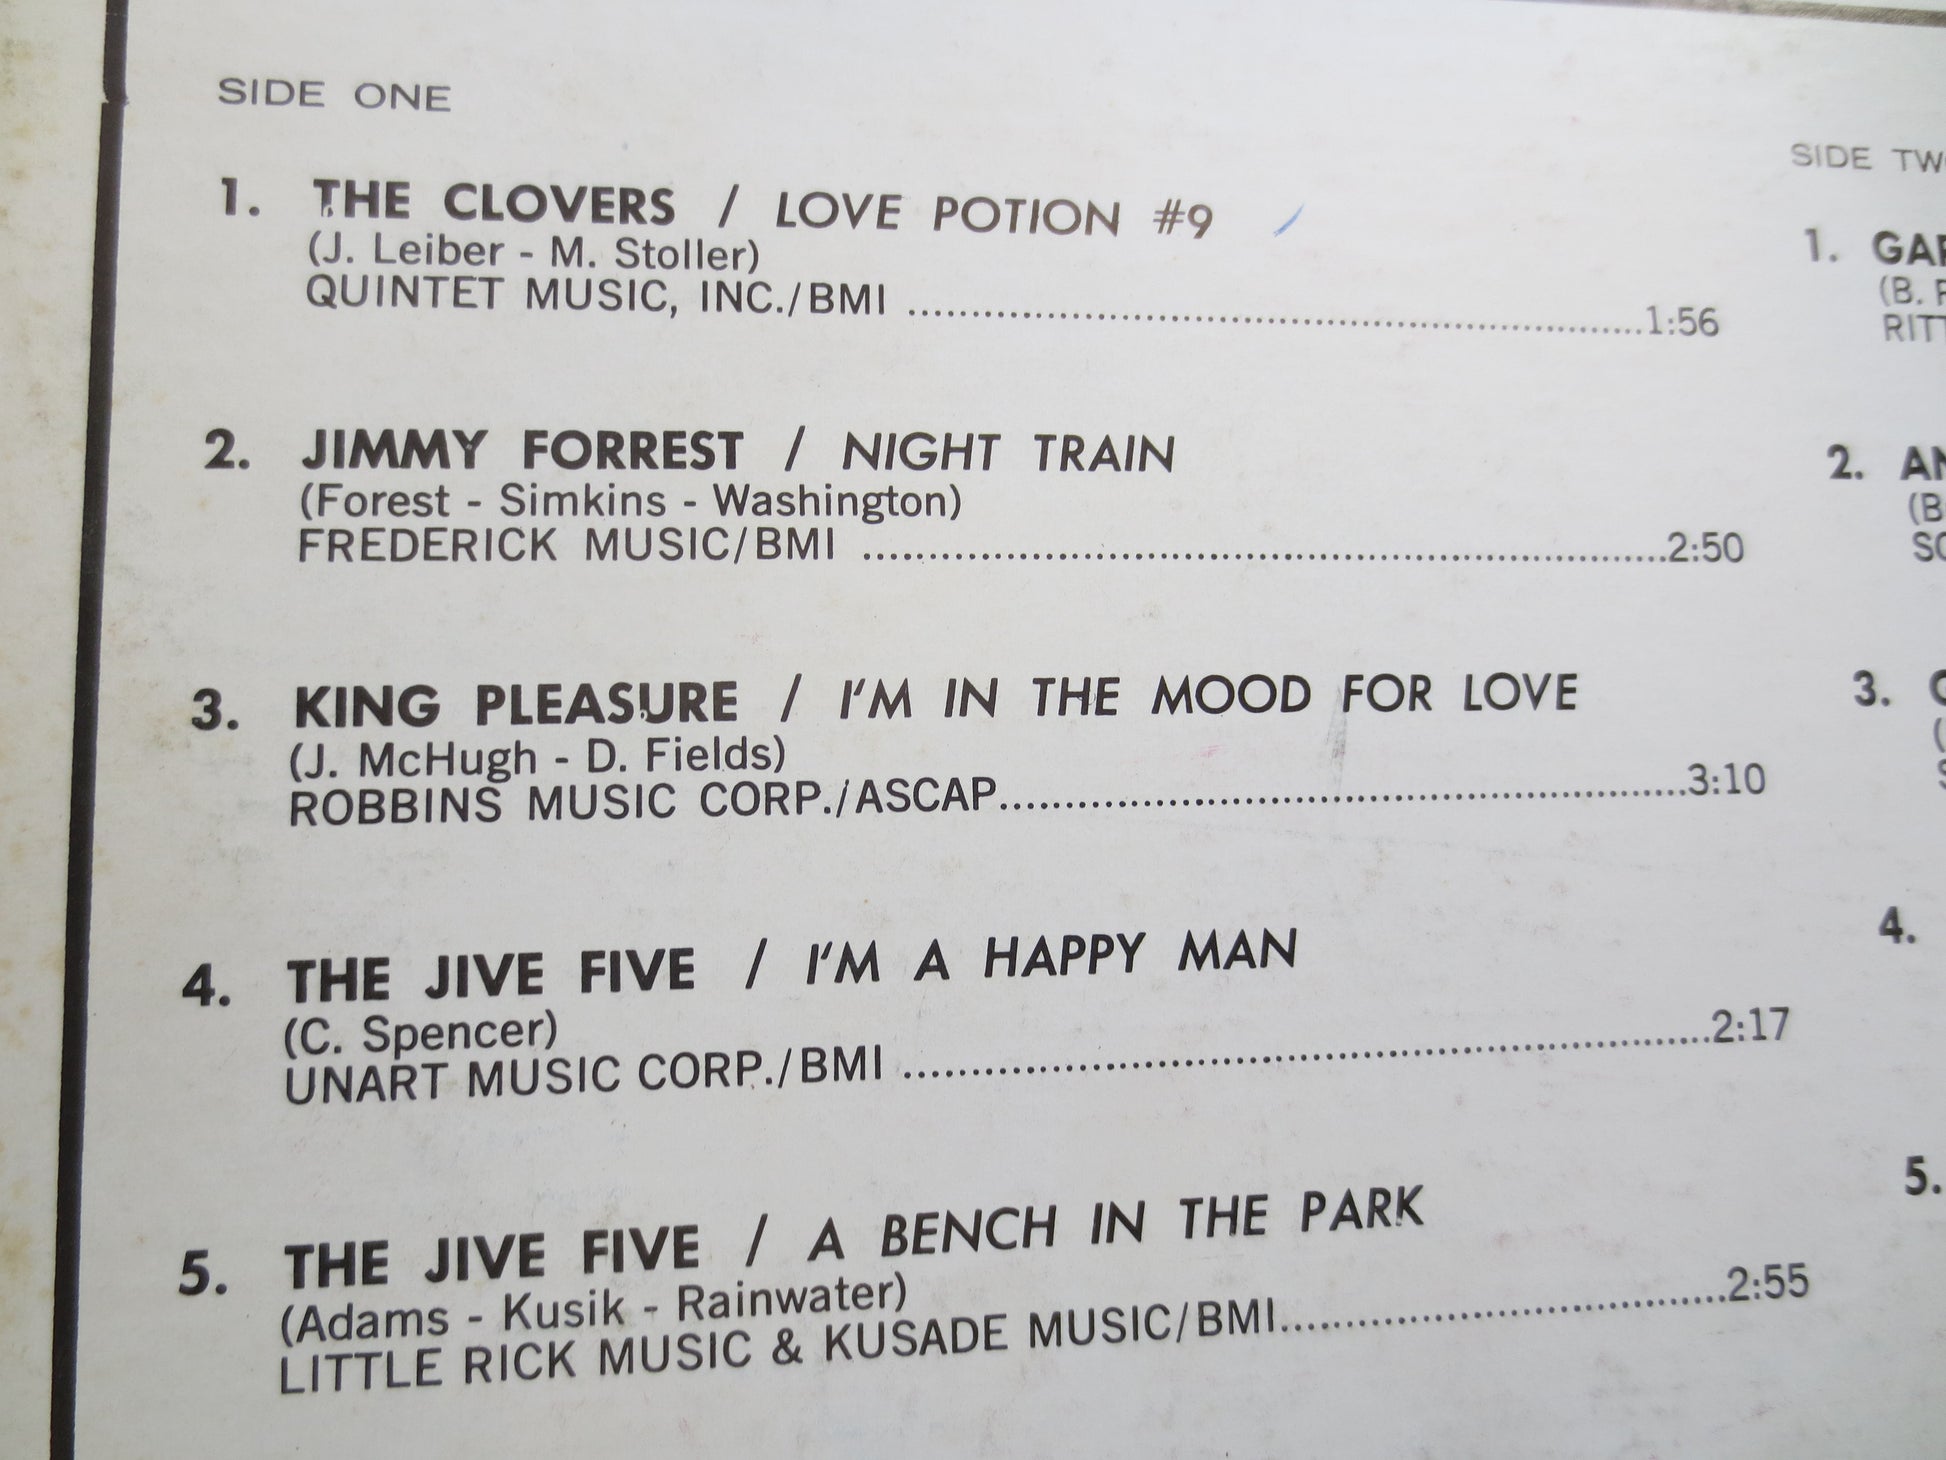 SIDE ONE
1. THE CLOVERS / LOVE POTION #9
(J. Leiber - M. Stoller)
QUINTET MUSIC, INC./BMI ........................................................1:56
2. JIMMY FORREST / NIGHT TRAIN
(Forest - Simkins - Washington)
FREDERICK MUSIC/BMI ..............................................................2:50
3. KING PLEASURE / I'M IN THE MOOD FOR LOVE
(J. McHugh - D. Fields)
ROBBINS MUSIC CORP./ASCAP.....................................................3:10
4. THE JIVE FIVE / I'M A HAPPY MAN
(C. Spencer)
UNART MUSIC CORP./BMI ..............................................................2:17
5. THE JIVE FIVE / A BENCH IN THE PARK
(Adams - Kusik - Rainwater)
LITTLE RICK MUSIC & KUSADE MUSIC/BMI..................................2:55
SIDE
1.
(B.
2.
(B
3.
(
4.
5.